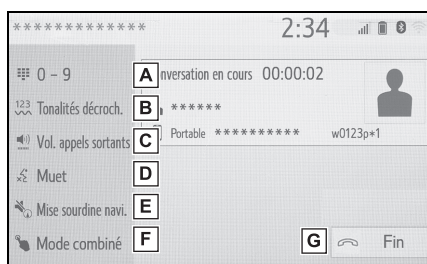 ************* 2:34
0 – 9 A nversation en cours 00:00:02
123 Tonalités décroch. B ******
Vol. appels sortants C Portable ********** w0123p*1
Muet D
Mise sourdine navi. E
Mode combiné F G Fin